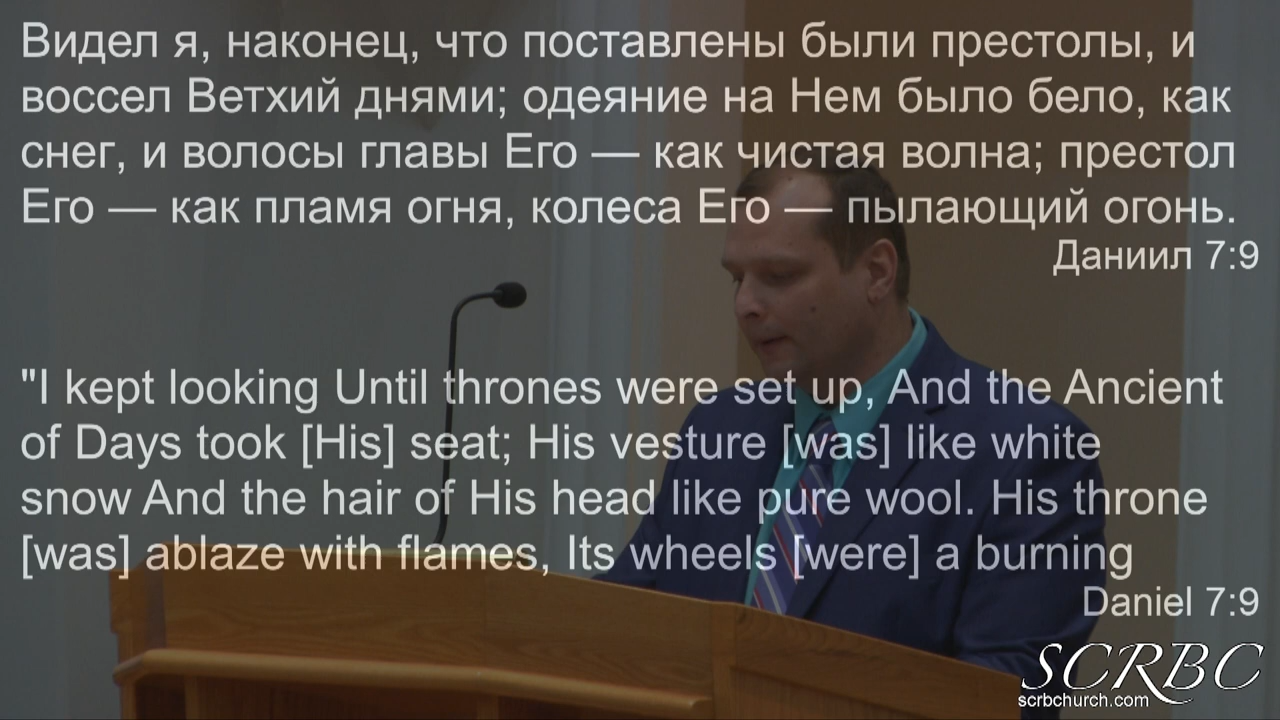 Видел я, наконец, что поставлены были престолы, и
воссел Ветхий днями; одеяние на Нем было бело, как
снег, и волосы главы Его — как чистая волна; престол
Его — как пламя огня, колеса Его — пылающий огонь.
Даниил 7:9
"I kept looking Until thrones were set up, And the Ancient
of Days took [His] seat; His vesture [was] like white
snow And the hair of His head like pure wool. His throne
[was] ablaze with flames, Its wheels [were] a burning
Daniel 7:9
SCRBC
scrbchurch.com